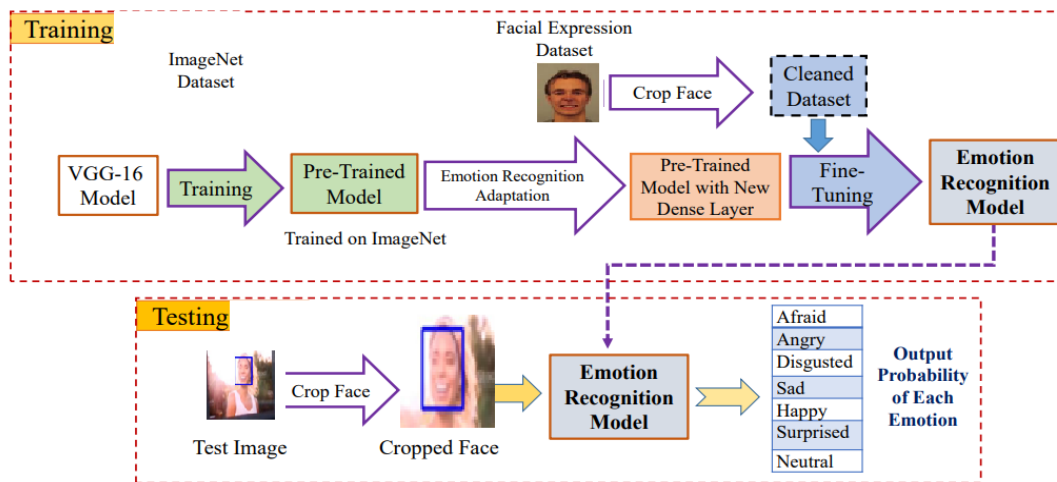 Training
ImageNet
Dataset
Facial Expression
Dataset
Crop Face
Cleaned
Dataset
VGG-16
Model
Training
Pre-Trained
Model
Trained on ImageNet
Emotion Recognition
Adaptation
Pre-Trained
Model with New
Dense Layer
Fine-
Tuning
Emotion
Recognition
Model
Testing
Test Image
Crop Face
Cropped Face
Emotion
Recognition
Model
Afraid
Angry
Disgusted
Sad
Happy
Surprised
Neutral
Output
Probability
of Each
Emotion